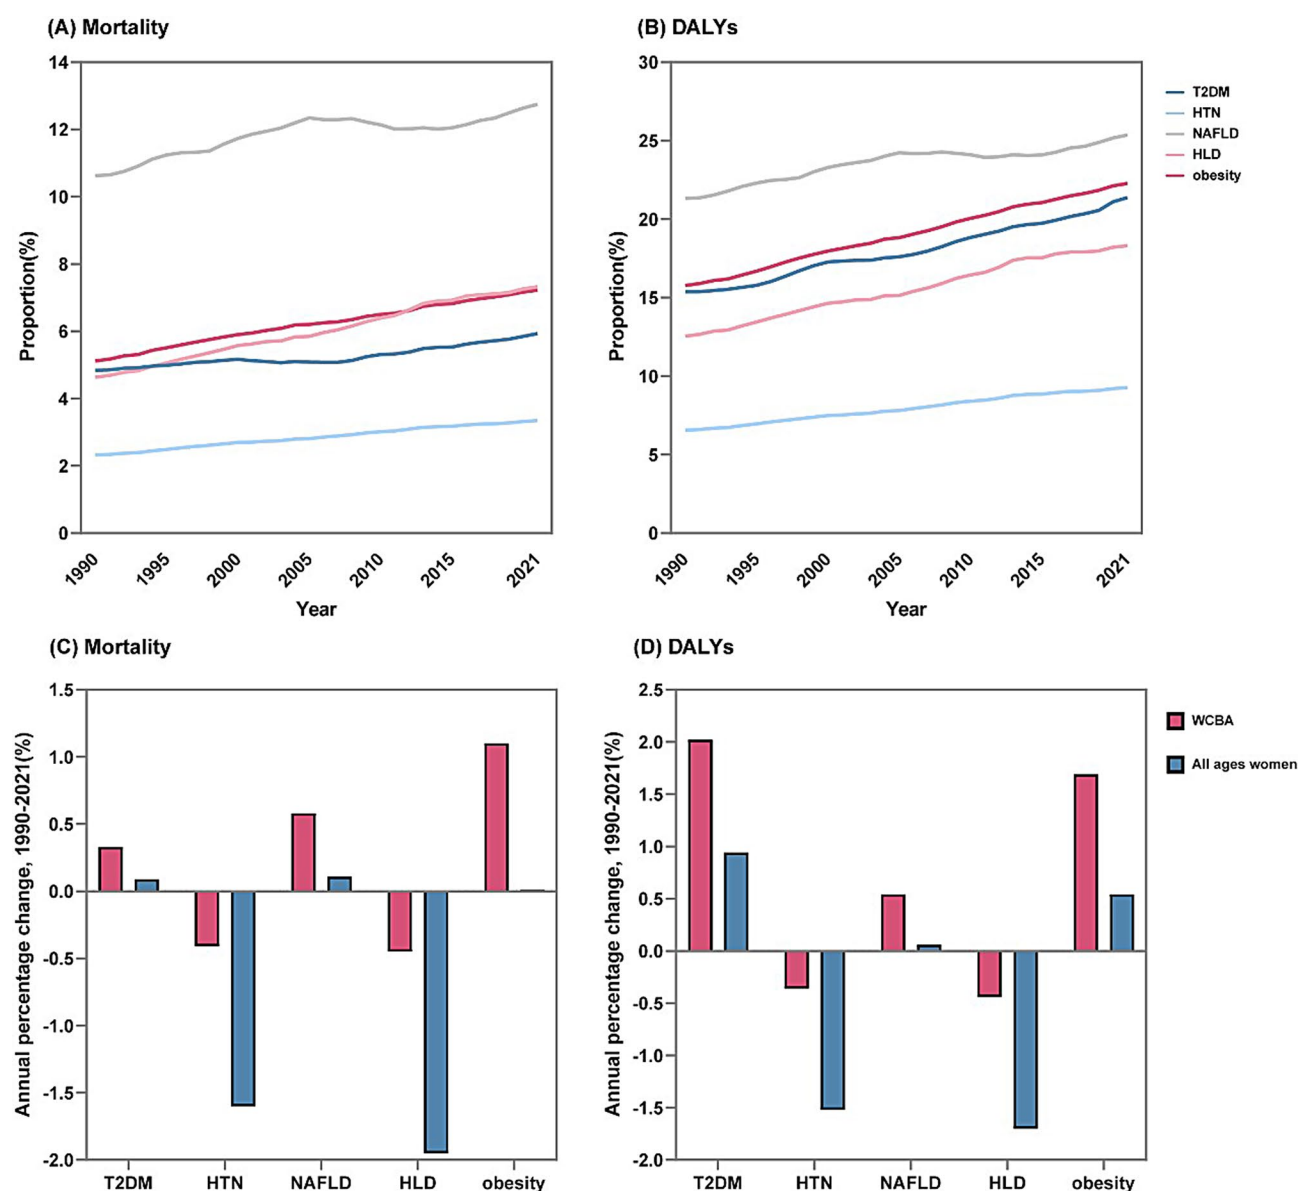 (A) Mortality
14
12
10
8
6
4
2
0
Proportion(%)
1990
1995
2000
2005
2010
2015
2021
Year
(B) DALYs
30
25
20
15
10
5
0
Proportion(%)
1990
1995
2000
2005
2010
2015
2021
Year
T2DM
HTN
NAFLD
HLD
obesity
(C) Mortality
1.5
1.0
0.5
0.0
-0.5
-1.0
-1.5
-2.0
Annual percentage change, 1990-2021(%)
T2DM
HTN
NAFLD
HLD
obesity
(D) DALYs
2.5
2.0
1.5
1.0
0.5
0.0
-0.5
-1.0
-1.5
-2.0
Annual percentage change, 1990-2021(%)
T2DM
HTN
NAFLD
HLD
obesity
WCBA
All ages women